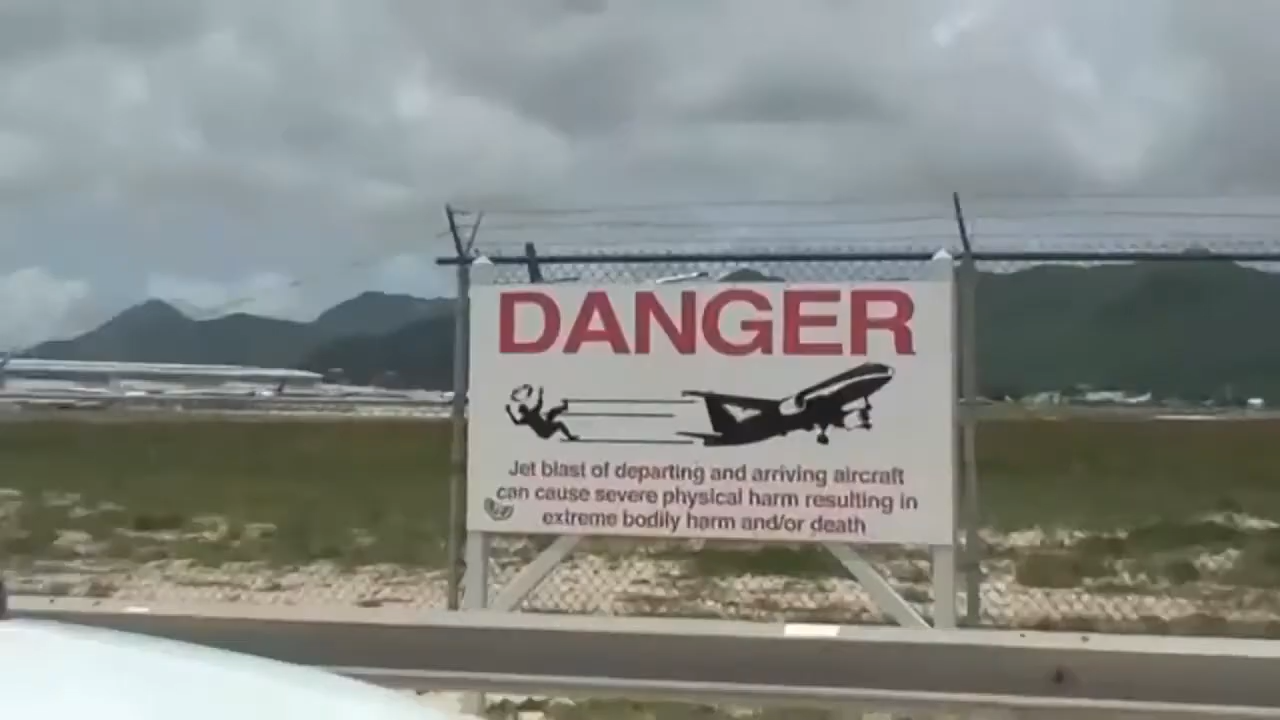 DANGER
Jet blast of departing and arriving aircraft
can cause severe physical harm resulting in
extreme bodily harm and/or death